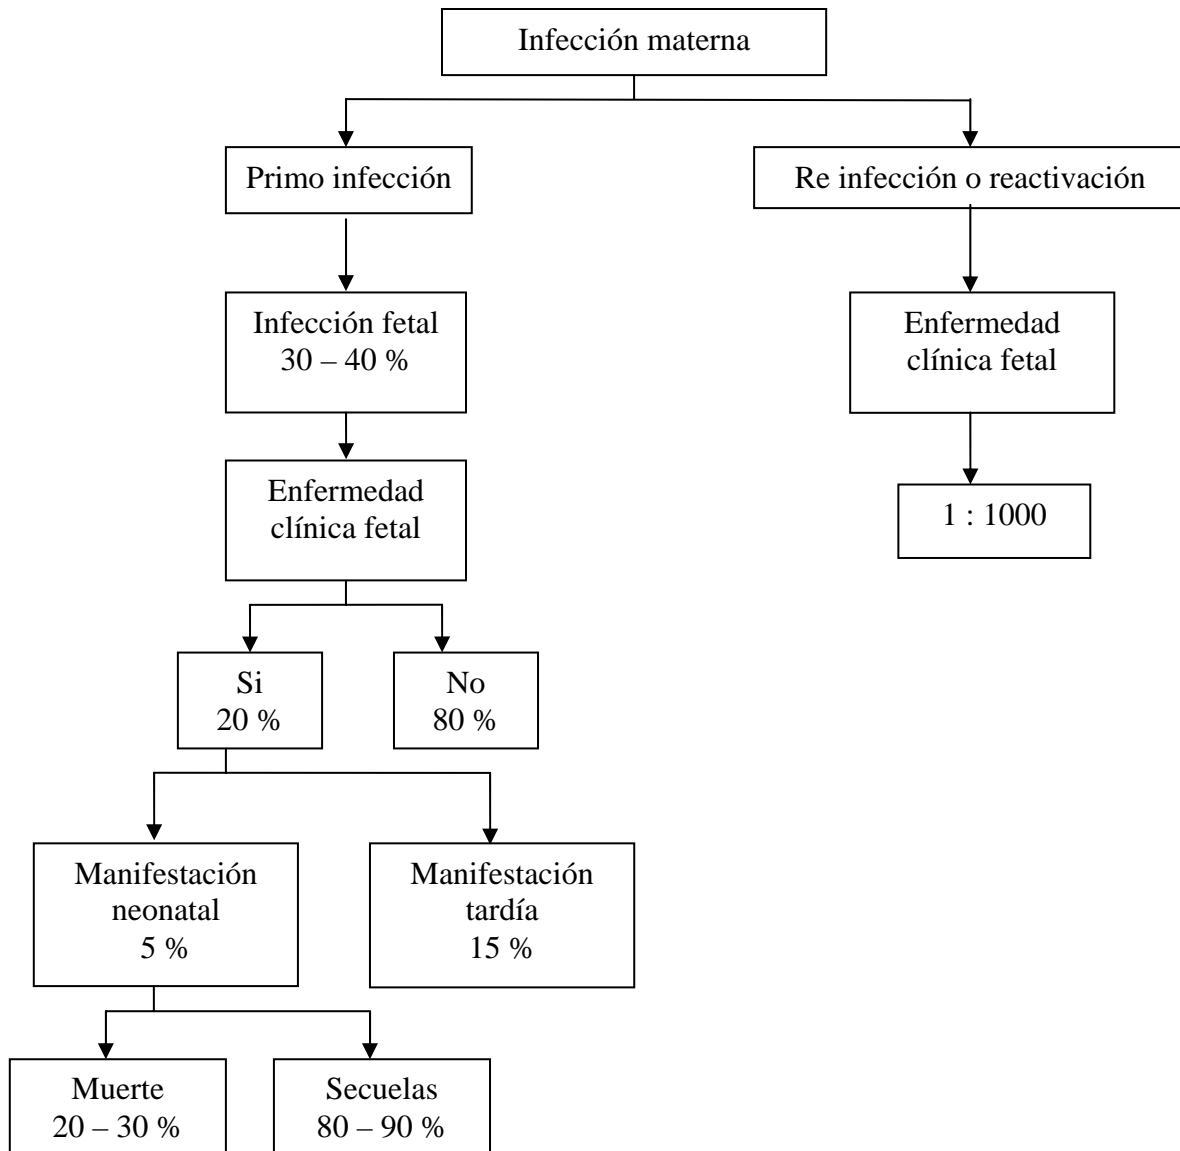 Infección materna
Primo infección
Re infección o reactivación
Infección fetal
30 – 40 %
Enfermedad
clínica fetal
Enfermedad
clínica fetal
1 : 1000
Si
20 %
No
80 %
Manifestación
neonatal
5 %
Manifestación
tardía
15 %
Muerte
20 – 30 %
Secuelas
80 – 90 %